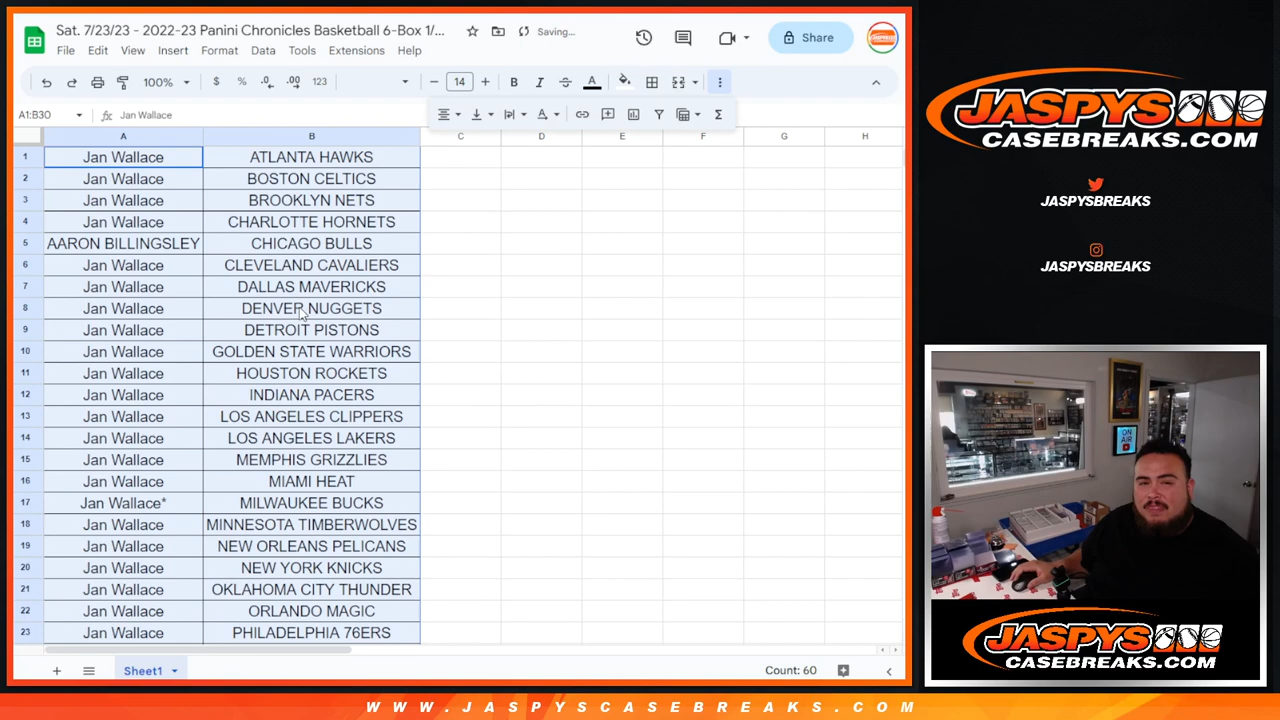 Sat. 7/23/23 - 2022-23 Panini Chronicles Basketball 6-Box 1/...
Saving...
File Edit View Insert Format Data Tools Extensions Help
Share
100% $ % .0 .00 123 14 B I A
A1:B30 fx Jan Wallace
A B C D E F G H
1 Jan Wallace ATLANTA HAWKS
2 Jan Wallace BOSTON CELTICS
3 Jan Wallace BROOKLYN NETS
4 Jan Wallace CHARLOTTE HORNETS
5 AARON BILLINGSLEY CHICAGO BULLS
6 Jan Wallace CLEVELAND CAVALIERS
7 Jan Wallace DALLAS MAVERICKS
8 Jan Wallace DENVER NUGGETS
9 Jan Wallace DETROIT PISTONS
10 Jan Wallace GOLDEN STATE WARRIORS
11 Jan Wallace HOUSTON ROCKETS
12 Jan Wallace INDIANA PACERS
13 Jan Wallace LOS ANGELES CLIPPERS
14 Jan Wallace LOS ANGELES LAKERS
15 Jan Wallace MEMPHIS GRIZZLIES
16 Jan Wallace MIAMI HEAT
17 Jan Wallace* MILWAUKEE BUCKS
18 Jan Wallace MINNESOTA TIMBERWOLVES
19 Jan Wallace NEW ORLEANS PELICANS
20 Jan Wallace NEW YORK KNICKS
21 Jan Wallace OKLAHOMA CITY THUNDER
22 Jan Wallace ORLANDO MAGIC
23 Jan Wallace PHILADELPHIA 76ERS
Sheet1
Count: 60
JASPYS
CASEBREAKS.COM
JASPYSBREAKS
JASPYSBREAKS
ON
AIR
JASPYS
CASEBREAKS.COM
WWW.JASPYSCASEBREAKS.COM